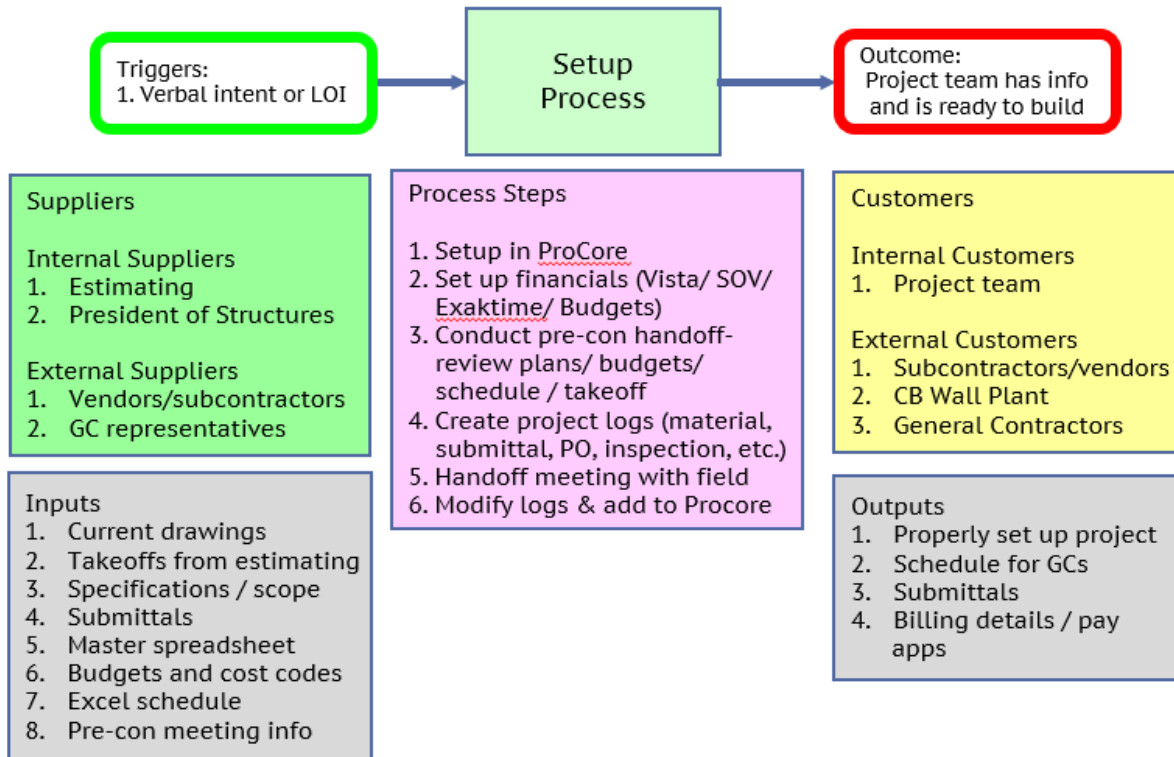 Triggers:
1. Verbal intent or LOI
Setup
Process
Outcome:
Project team has info
and is ready to build
Suppliers
Internal Suppliers
1. Estimating
2. President of Structures
External Suppliers
1. Vendors/subcontractors
2. GC representatives
Process Steps
1. Setup in ProCore
2. Set up financials (Vista/ SOV/
Exaktime/ Budgets)
3. Conduct pre-con handoff-
review plans/ budgets/
schedule / takeoff
4. Create project logs (material,
submittal, PO, inspection, etc.)
5. Handoff meeting with field
6. Modify logs & add to Procore
Customers
Internal Customers
1. Project team
External Customers
1. Subcontractors/vendors
2. CB Wall Plant
3. General Contractors
Inputs
1. Current drawings
2. Takeoffs from estimating
3. Specifications / scope
4. Submittals
5. Master spreadsheet
6. Budgets and cost codes
7. Excel schedule
8. Pre-con meeting info
Outputs
1. Properly set up project
2. Schedule for GCs
3. Submittals
4. Billing details / pay
apps